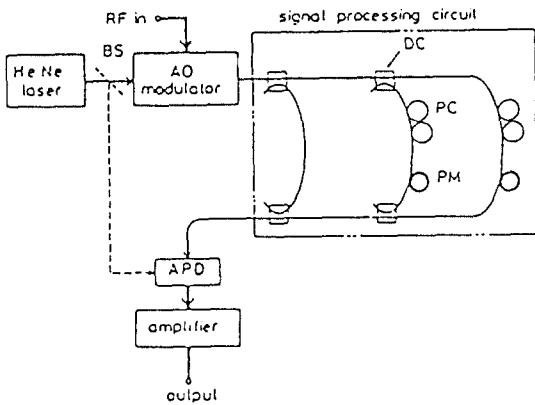 RF in
signal processing circuit
BS
DC
He Ne
laser
AO
modulator
PC
PM
APD
amplifier
output